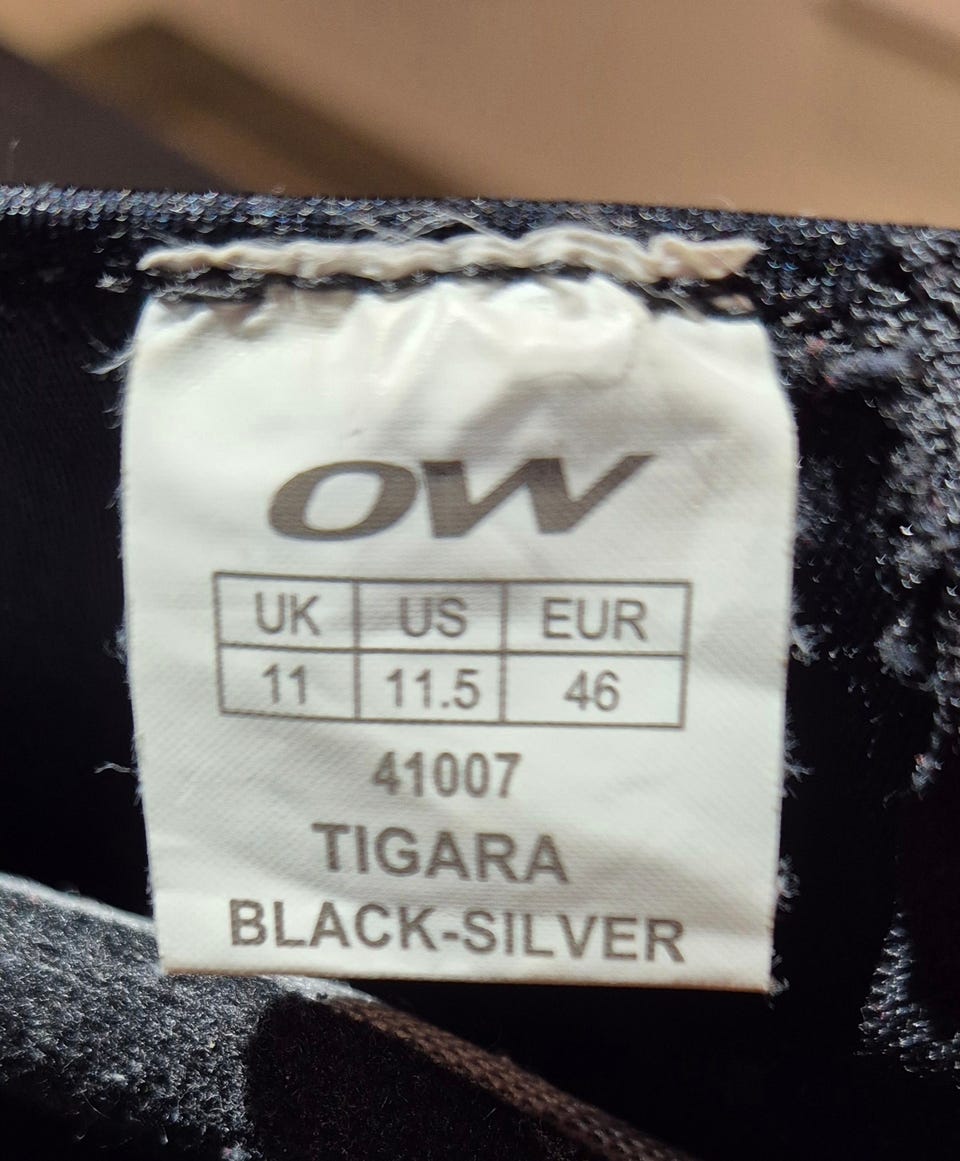 OW
UK US EUR
11 11.5 46
41007
TIGARA
BLACK-SILVER